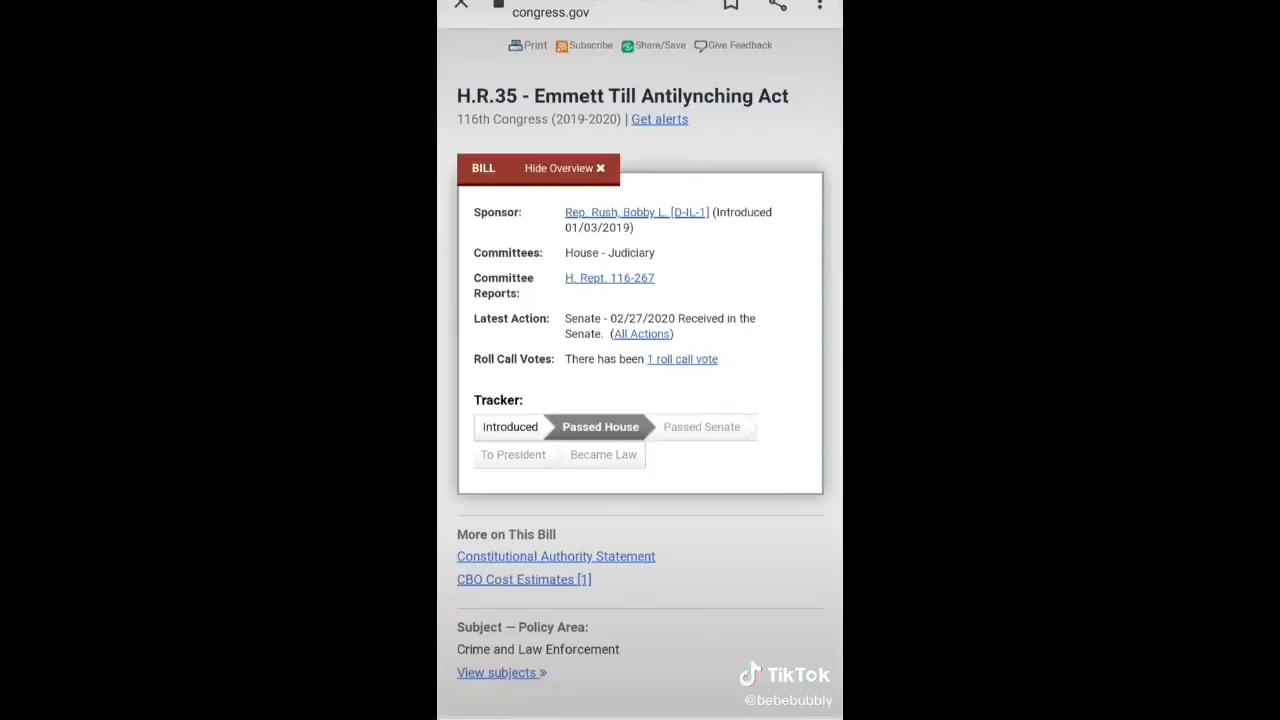 congress.gov
Print Subscribe Share/Save Give Feedback
H.R.35 - Emmett Till Antilynching Act
116th Congress (2019-2020) | Get alerts
BILL Hide Overview ✖
Sponsor: Rep. Rush, Bobby L. [D-IL-1] (Introduced
01/03/2019)
Committees: House - Judiciary
Committee H. Rept. 116-267
Reports:
Latest Action: Senate - 02/27/2020 Received in the
Senate. (All Actions)
Roll Call Votes: There has been 1 roll call vote
Tracker:
Introduced Passed House Passed Senate
To President Became Law
More on This Bill
Constitutional Authority Statement
CBO Cost Estimates [1]
Subject — Policy Area:
Crime and Law Enforcement
View subjects »
TikTok
@bebebubbly